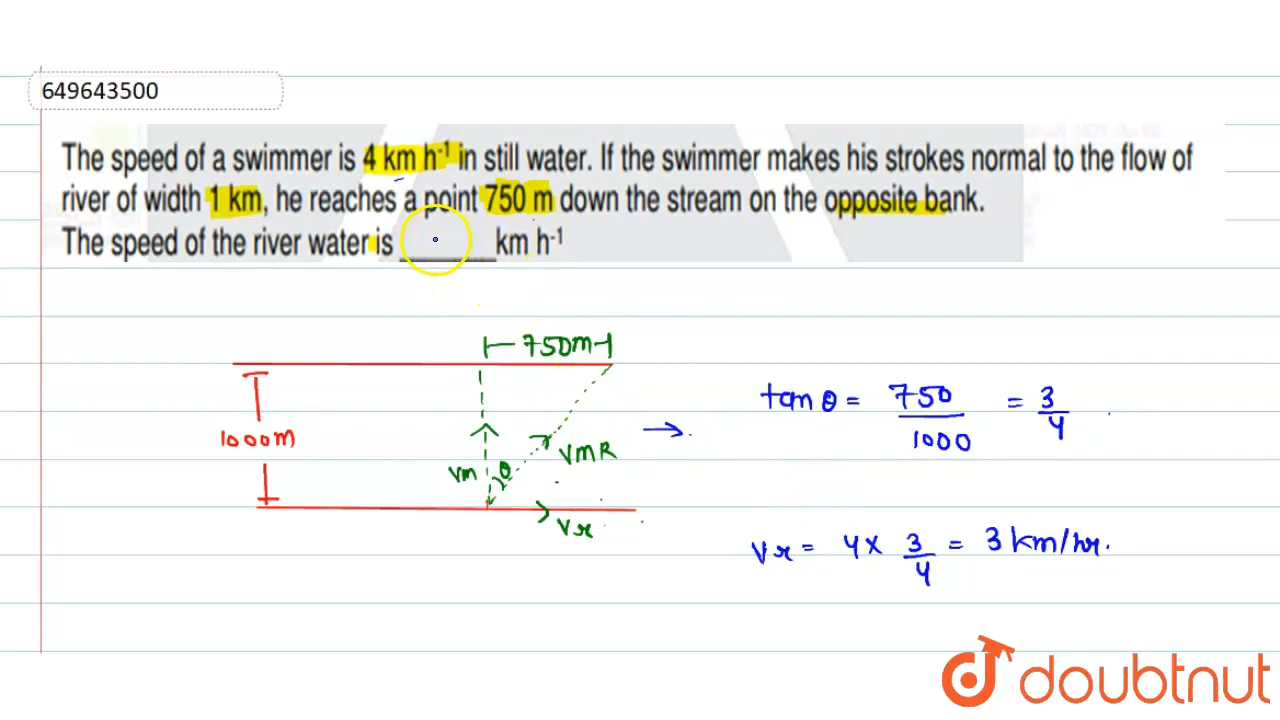 649643500
The speed of a swimmer is 4 km h⁻¹ in still water. If the swimmer makes his strokes normal to the flow of
river of width 1 km, he reaches a point 750 m down the stream on the opposite bank.
The speed of the river water is ______ km h⁻¹
750m
1000m
vm
θ
VMR
Vr
tan θ = 750/1000 = 3/4
Vr = 4 × 3/4 = 3 km/hr.
doubtnut